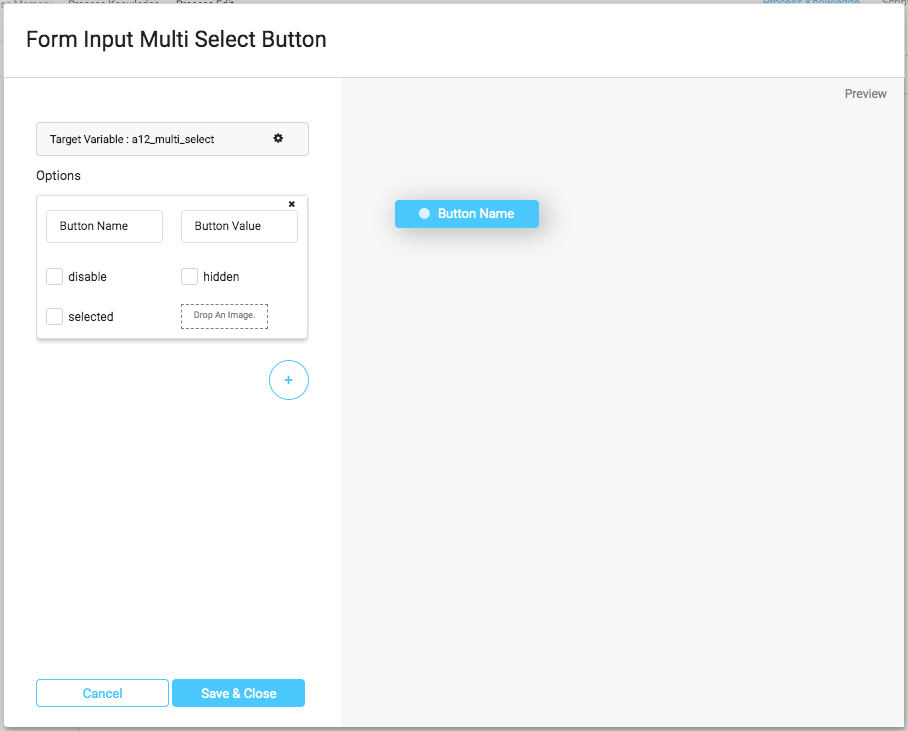 Form Input Multi Select Button
Preview
Target Variable : a12_multi_select
Options
Button Name
Button Value
disable
hidden
selected
Drop An Image.
+
Button Name
Cancel
Save & Close